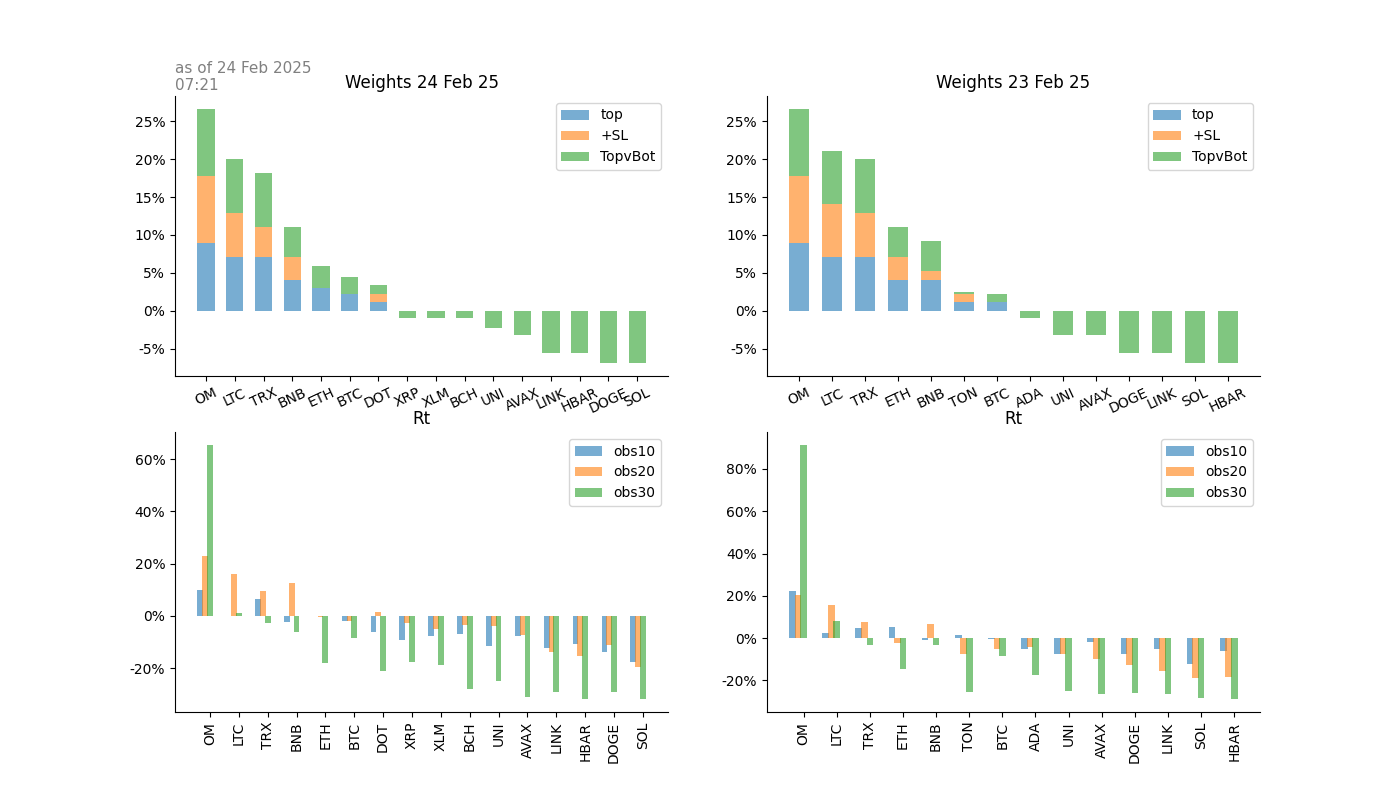 as of 24 Feb 2025
07:21
Weights 24 Feb 25
25%
20%
15%
10%
5%
0%
-5%
top
+SL
TopvBot
OM LTC TRX BNB ETH BTC DOT XRP XLM BCH UNI AVAX LINK HBAR DOGE SOL
Weights 23 Feb 25
25%
20%
15%
10%
5%
0%
-5%
top
+SL
TopvBot
OM LTC TRX ETH BNB TON BTC ADA UNI AVAX DOGE LINK SOL HBAR
Rt
60%
40%
20%
0%
-20%
obs10
obs20
obs30
OM LTC TRX BNB ETH BTC DOT XRP XLM BCH UNI AVAX LINK HBAR DOGE SOL
Rt
80%
60%
40%
20%
0%
-20%
obs10
obs20
obs30
OM LTC TRX ETH BNB TON BTC ADA UNI AVAX DOGE LINK SOL HBAR